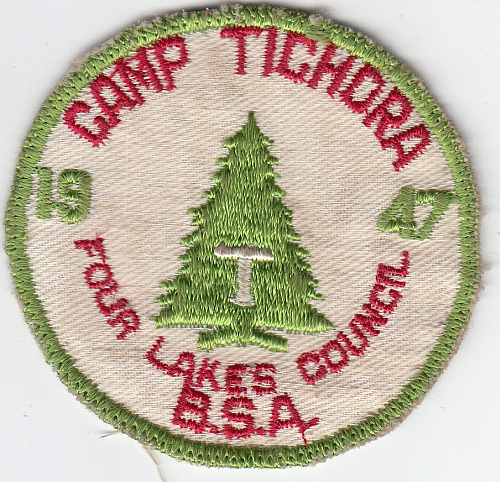 CAMP TICHORA
19 47
T
FOUR LAKES COUNCIL
B.S.A.